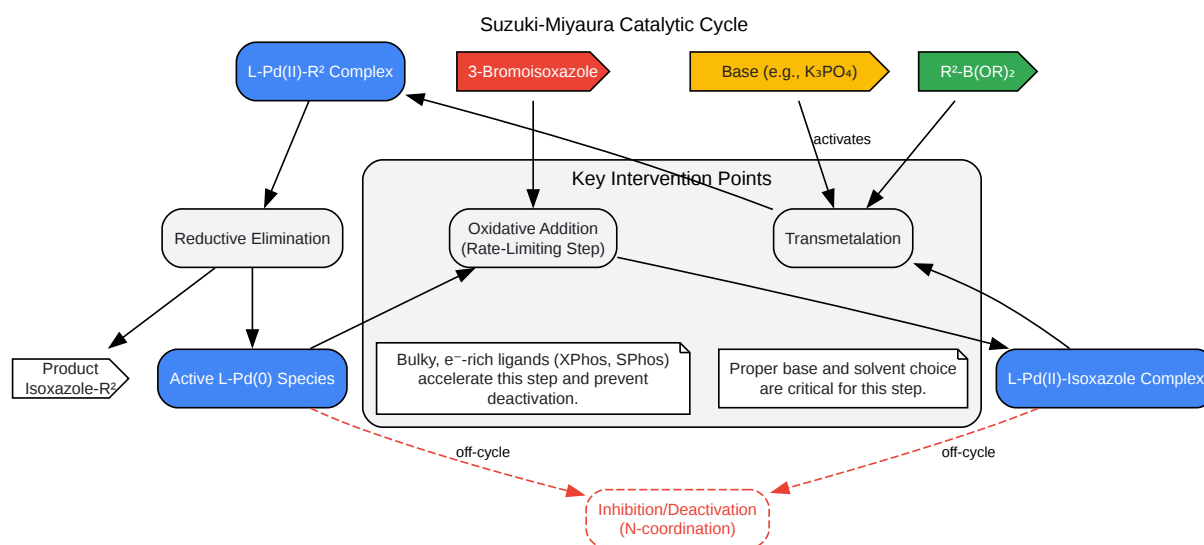 Suzuki-Miyaura Catalytic Cycle
L-Pd(II)-R² Complex
3-Bromoisoxazole
Base (e.g., K₃PO₄)
R²-B(OR)₂
activates
Key Intervention Points
Reductive Elimination
Oxidative Addition
(Rate-Limiting Step)
Transmetalation
Product
Isoxazole-R²
Active L-Pd(0) Species
Bulky, e⁻-rich ligands (XPhos, SPhos)
accelerate this step and prevent
deactivation.
Proper base and solvent choice
are critical for this step.
L-Pd(II)-Isoxazole Complex
off-cycle
off-cycle
Inhibition/Deactivation
(N-coordination)